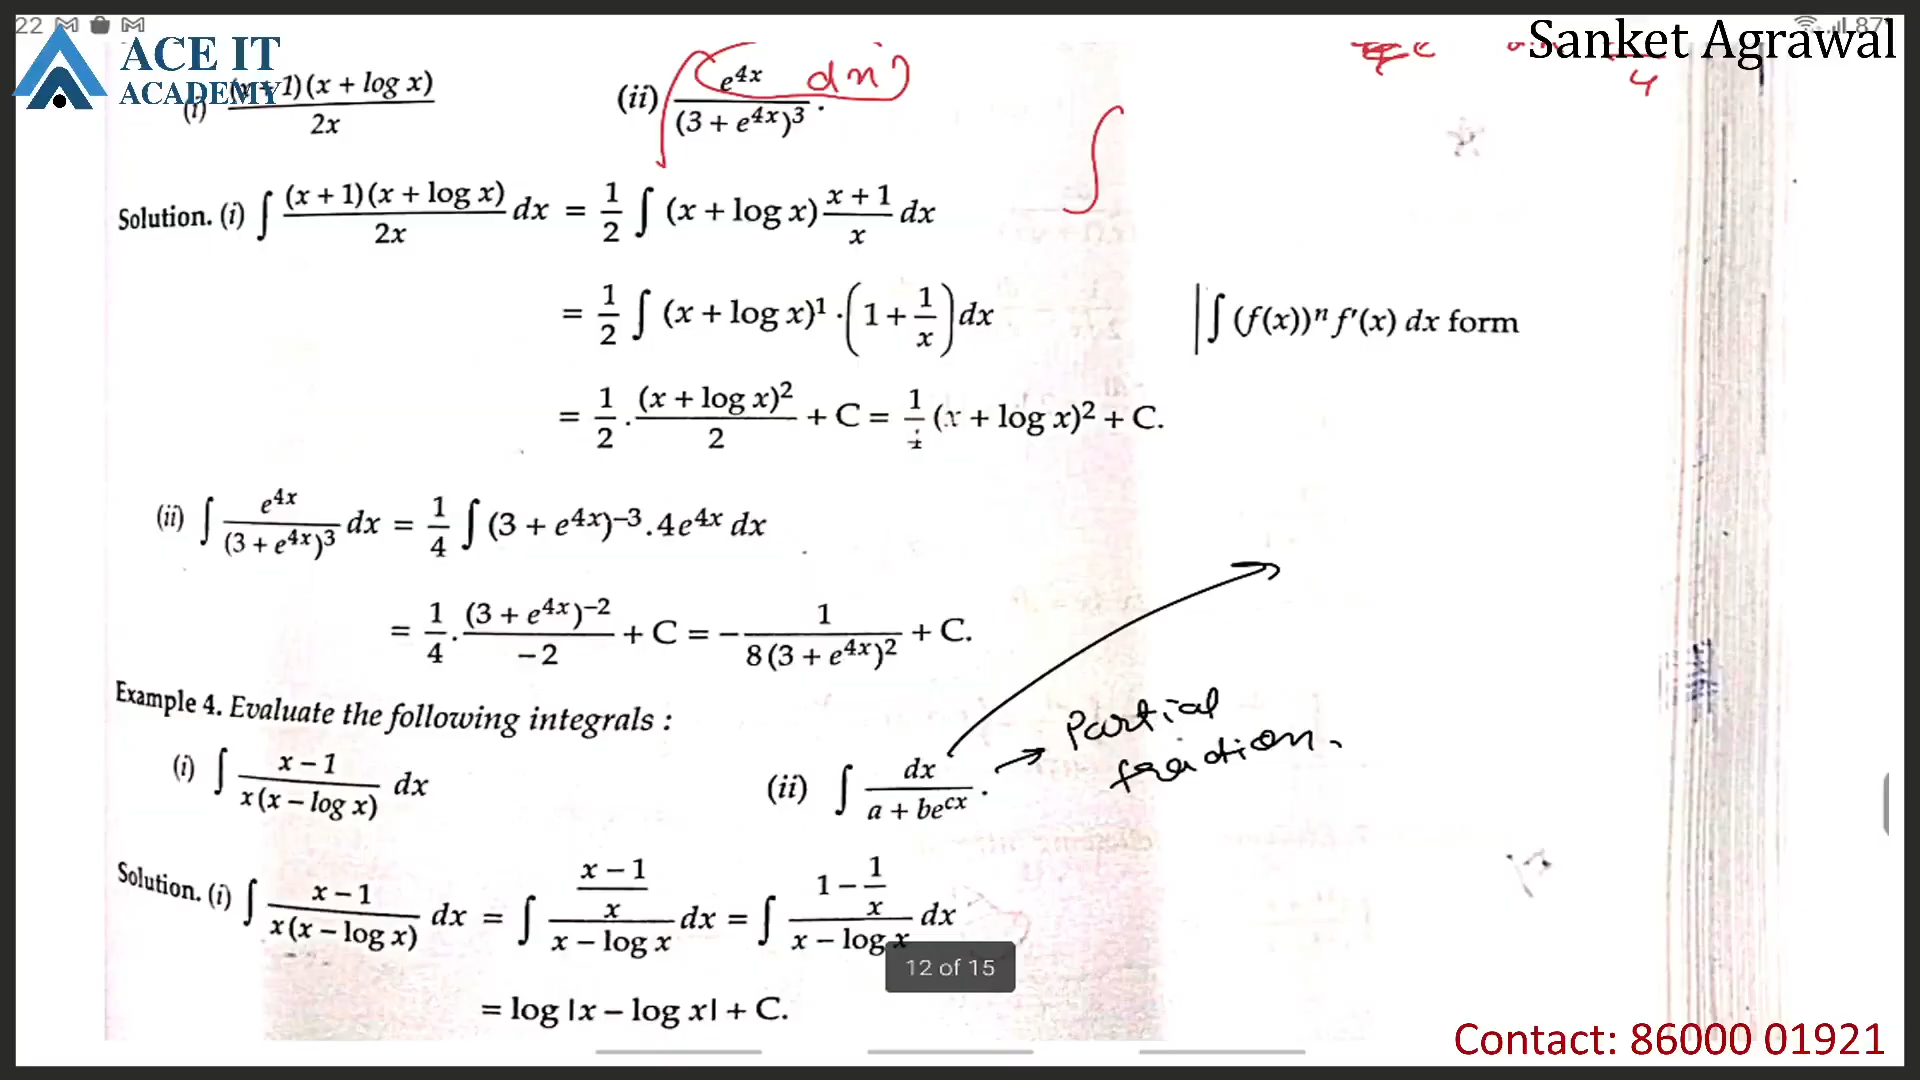 22
ACE IT
ACADEMY
Sanket Agrawal
87
4
(i) (x + 1)(x + log x) / 2x (ii) ∫ e^{4x} / (3 + e^{4x})^3 . dx
∫
Solution. (i) ∫ (x + 1)(x + log x) / 2x dx = 1/2 ∫ (x + log x) x + 1 / x dx
= 1/2 ∫ (x + log x)^1 · (1 + 1/x) dx | ∫ (f(x))^n f'(x) dx form
= 1/2 . (x + log x)^2 / 2 + C = 1/4 (x + log x)^2 + C.
(ii) ∫ e^{4x} / (3 + e^{4x})^3 dx = 1/4 ∫ (3 + e^{4x})^{–3} . 4e^{4x} dx
= 1/4 . (3 + e^{4x})^{–2} / –2 + C = – 1 / 8(3 + e^{4x})^2 + C.
Example 4. Evaluate the following integrals :
(i) ∫ x – 1 / x(x – log x) dx (ii) ∫ dx / a + be^{cx} .
Partial
fraction.
Solution. (i) ∫ x – 1 / x(x – log x) dx = ∫ (x – 1 / x) / x – log x dx = ∫ (1 – 1/x) / x – log x dx
12 of 15
= log |x – log x| + C.
Contact: 86000 01921